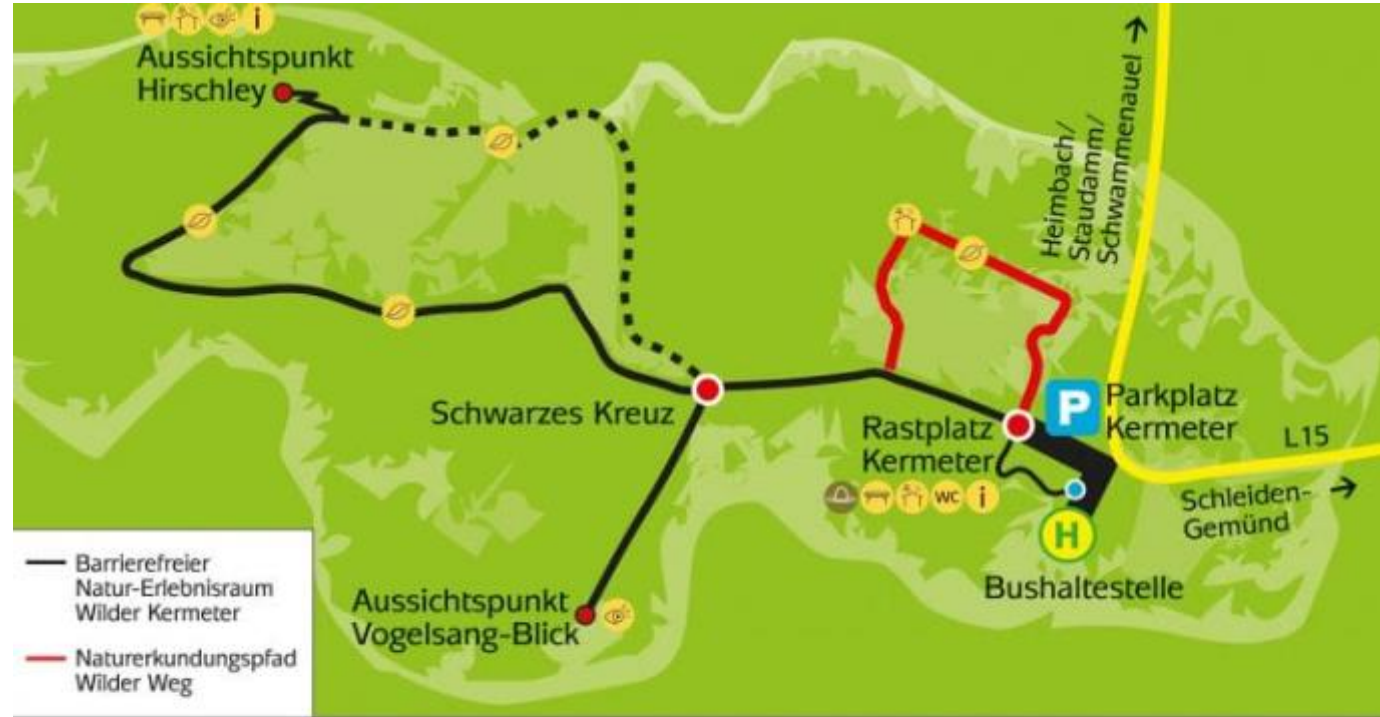 i
Aussichtspunkt
Hirschley
Heimbach/
Staudamm/
Schwammenauel →
Schwarzes Kreuz
P
Parkplatz
Kermeter
Rastplatz
Kermeter
WC
i
L15
Schleiden-
Gemünd →
H
Bushaltestelle
Aussichtspunkt
Vogelsang-Blick
Barrierefreier
Natur-Erlebnisraum
Wilder Kermeter
Naturerkundungspfad
Wilder Weg